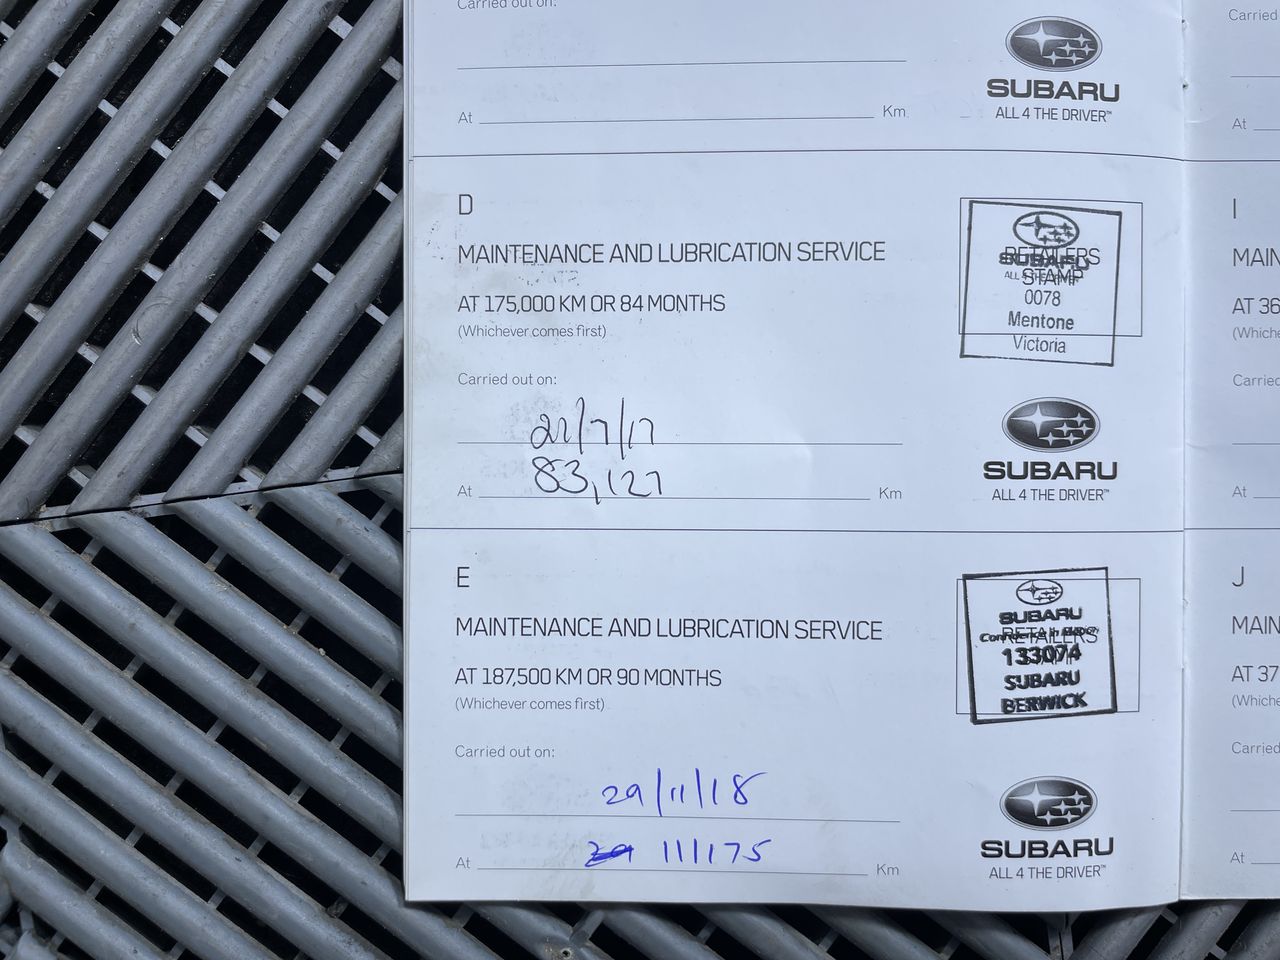 Carried out on:
At Km
SUBARU
ALL 4 THE DRIVER™
D
MAINTENANCE AND LUBRICATION SERVICE
AT 175,000 KM OR 84 MONTHS
(Whichever comes first)
Carried out on:
21/7/17
At 83,127 Km
RETAILERS
STAMP
SUBARU
0078
Mentone
Victoria
SUBARU
ALL 4 THE DRIVER™
E
MAINTENANCE AND LUBRICATION SERVICE
AT 187,500 KM OR 90 MONTHS
(Whichever comes first)
Carried out on:
29/11/18
At 111175 Km
SUBARU
RETAILERS
133074
SUBARU
BERWICK
SUBARU
ALL 4 THE DRIVER™
Carried
At
I
MAIN
AT 36
(Whiche
Carried
At
J
MAIN
AT 37
(Whiche
Carried
At